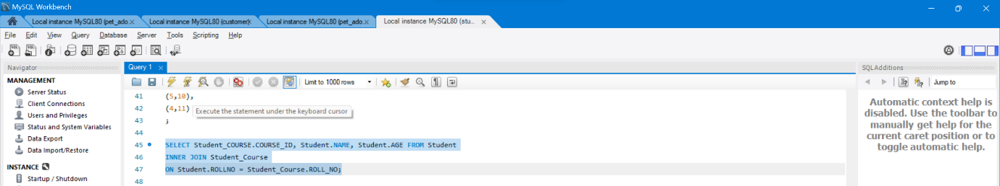 MySQL Workbench
Local instance MySQL80 (pet_ado... Local instance MySQL80 (customer) Local instance MySQL80 (pet_ado... Local instance MySQL80 (stu...
File Edit View Query Database Server Tools Scripting Help
Navigator
MANAGEMENT
Server Status
Client Connections
Users and Privileges
Status and System Variables
Data Export
Data Import/Restore
INSTANCE
Startup / Shutdown
Query 1
Limit to 1000 rows
41 (5,10),
42 (4,11)
Execute the statement under the keyboard cursor
43 ;
44
45 SELECT Student_COURSE.COURSE_ID, Student.NAME, Student.AGE FROM Student
46 INNER JOIN Student_Course
47 ON Student.ROLLNO = Student_Course.ROLL_NO;
48
SQLAdditions
Jump to
Automatic context help is
disabled. Use the toolbar to
manually get help for the
current caret position or to
toggle automatic help.